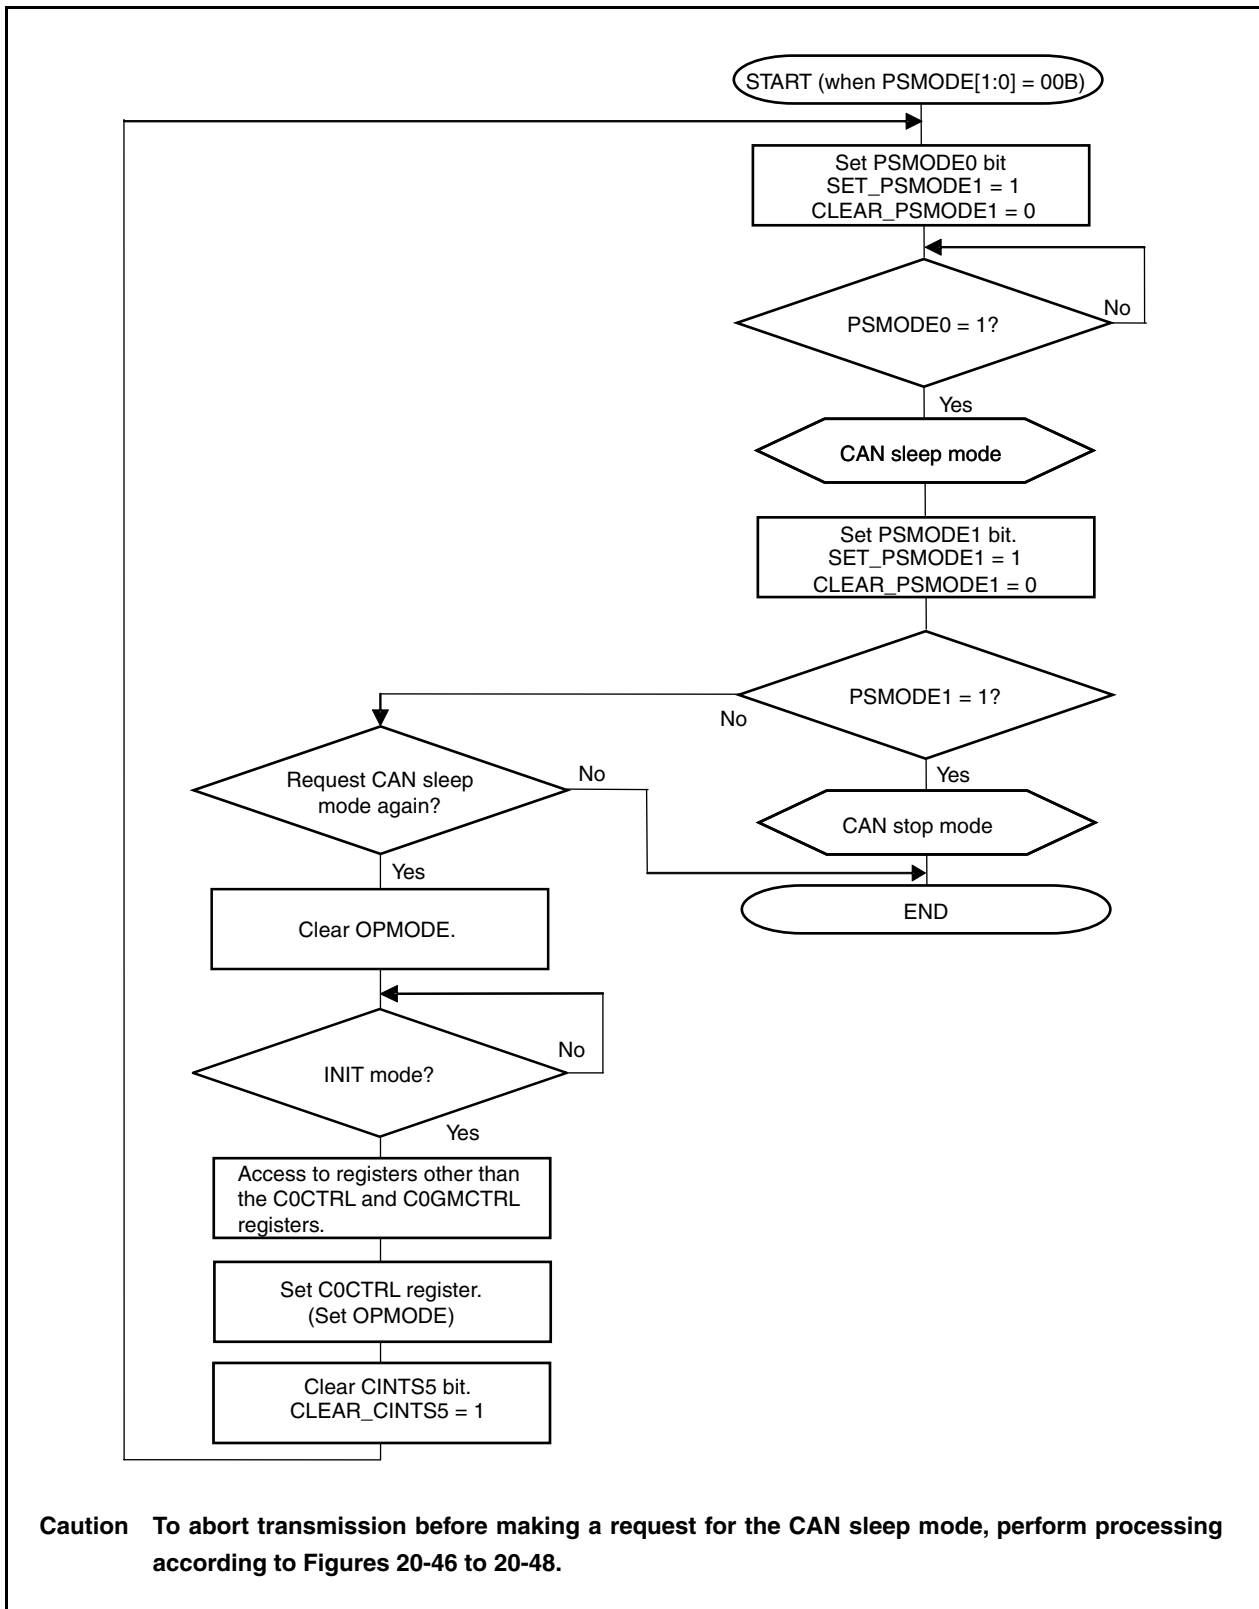 START (when PSMODE[1:0] = 00B)
Set PSMODE0 bit
SET_PSMODE1 = 1
CLEAR_PSMODE1 = 0
PSMODE0 = 1?
No
Yes
CAN sleep mode
Set PSMODE1 bit.
SET_PSMODE1 = 1
CLEAR_PSMODE1 = 0
PSMODE1 = 1?
No
Yes
CAN stop mode
END
Request CAN sleep
mode again?
No
Yes
Clear OPMODE.
INIT mode?
No
Yes
Access to registers other than
the C0CTRL and C0GMCTRL
registers.
Set C0CTRL register.
(Set OPMODE)
Clear CINTS5 bit.
CLEAR_CINTS5 = 1
Caution To abort transmission before making a request for the CAN sleep mode, perform processing
according to Figures 20-46 to 20-48.